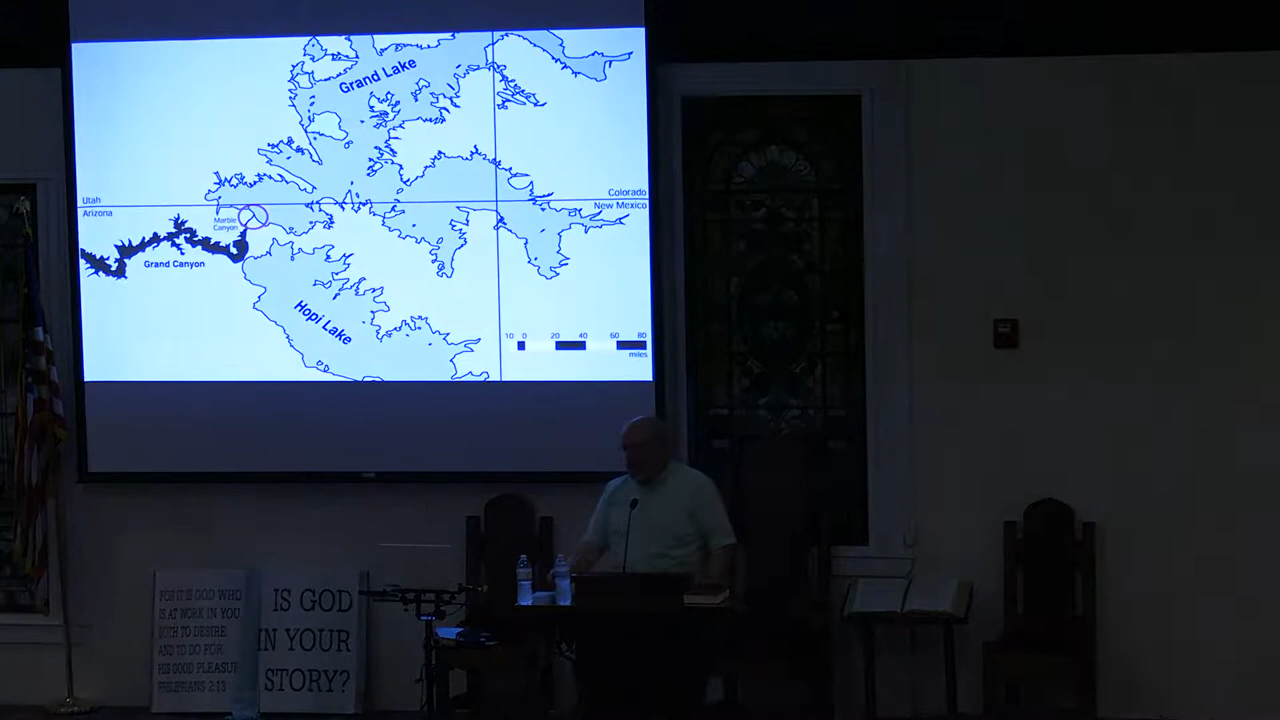 Grand Lake
Utah
Arizona
Colorado
New Mexico
Marble
Canyon
Grand Canyon
Hopi Lake
10 0 20 40 60 80
miles
FOR IT IS GOD WHO
IS AT WORK IN YOU
BOTH TO DESIRE
AND TO DO FOR
HIS GOOD PLEASUR
PHILIPPIANS 2:13
IS GOD
IN YOUR
STORY?